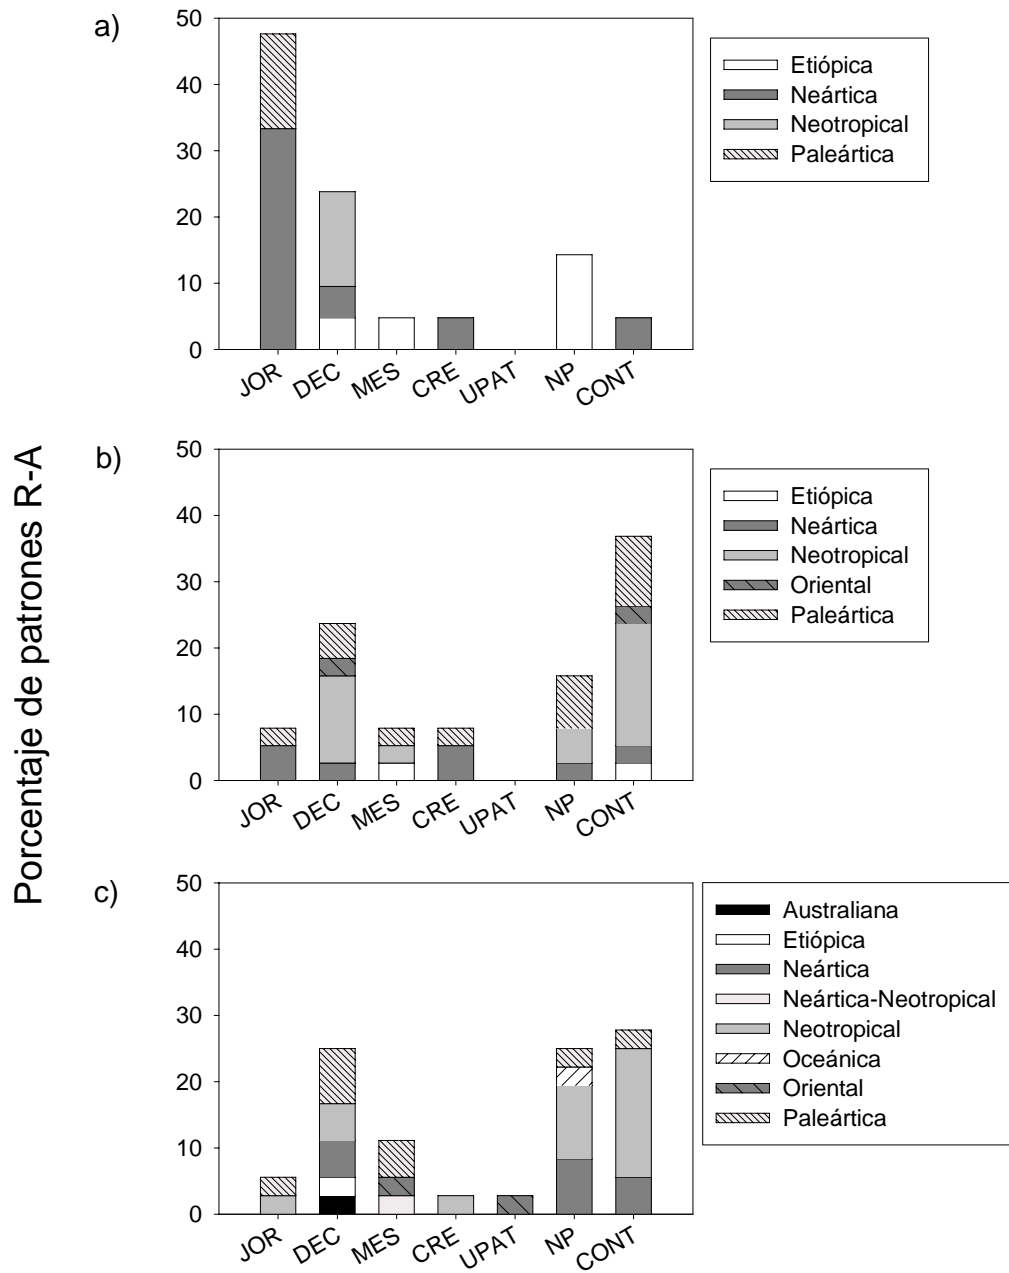 Porcentaje de patrones R-A
a)
50
40
30
20
10
0
JOR DEC MES CRE UPAT NP CONT
Etiópica
Neártica
Neotropical
Paleártica
b)
50
40
30
20
10
0
JOR DEC MES CRE UPAT NP CONT
Etiópica
Neártica
Neotropical
Oriental
Paleártica
c)
50
40
30
20
10
0
JOR DEC MES CRE UPAT NP CONT
Australiana
Etiópica
Neártica
Neártica-Neotropical
Neotropical
Oceánica
Oriental
Paleártica